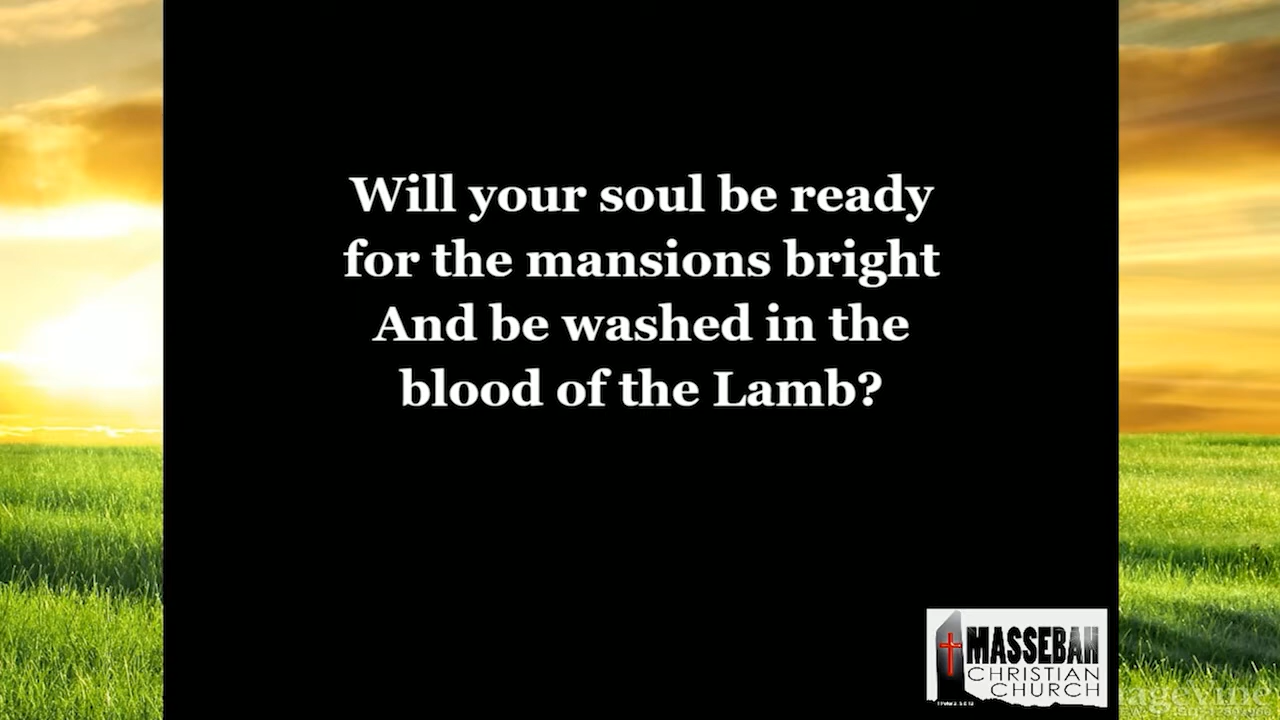 Will your soul be ready
for the mansions bright
And be washed in the
blood of the Lamb?
MASSEBAH
CHRISTIAN
CHURCH